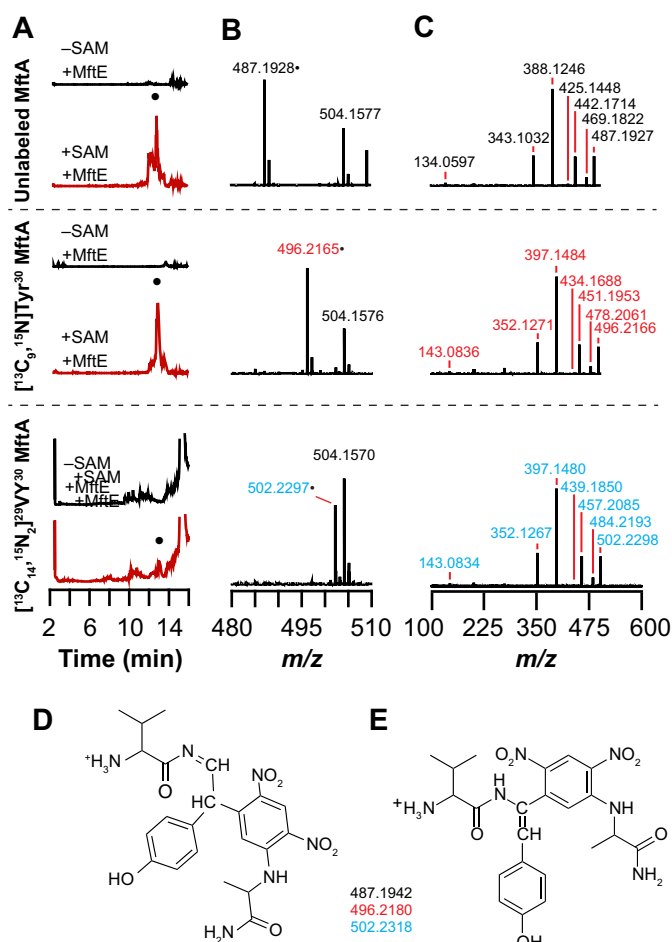 A
B
C
Unlabeled MftA
–SAM
+MftE
+SAM
+MftE
487.1928•
504.1577
388.1246
425.1448
442.1714
469.1822
487.1927
343.1032
134.0597
[¹³C₉,¹⁵N]Tyr³⁰ MftA
–SAM
+MftE
+SAM
+MftE
496.2165•
504.1576
397.1484
434.1688
451.1953
478.2061
496.2166
352.1271
143.0836
[¹³C₁₄,¹⁵N₂]²⁹VY³⁰ MftA
–SAM
+SAM
+MftE
+MftE
504.1570
502.2297•
397.1480
439.1850
457.2085
484.2193
502.2298
352.1267
143.0834
2 6 10 14
Time (min)
480 495 510
m/z
100 225 350 475 600
m/z
D
E
⁺H₃N
O
N
C
H
C
H
NO₂
NO₂
HO
NH
H₂N
O
O₂N
NO₂
NH
NH
⁺H₃N
O
C
C
H
O
NH₂
OH
487.1942
496.2180
502.2318